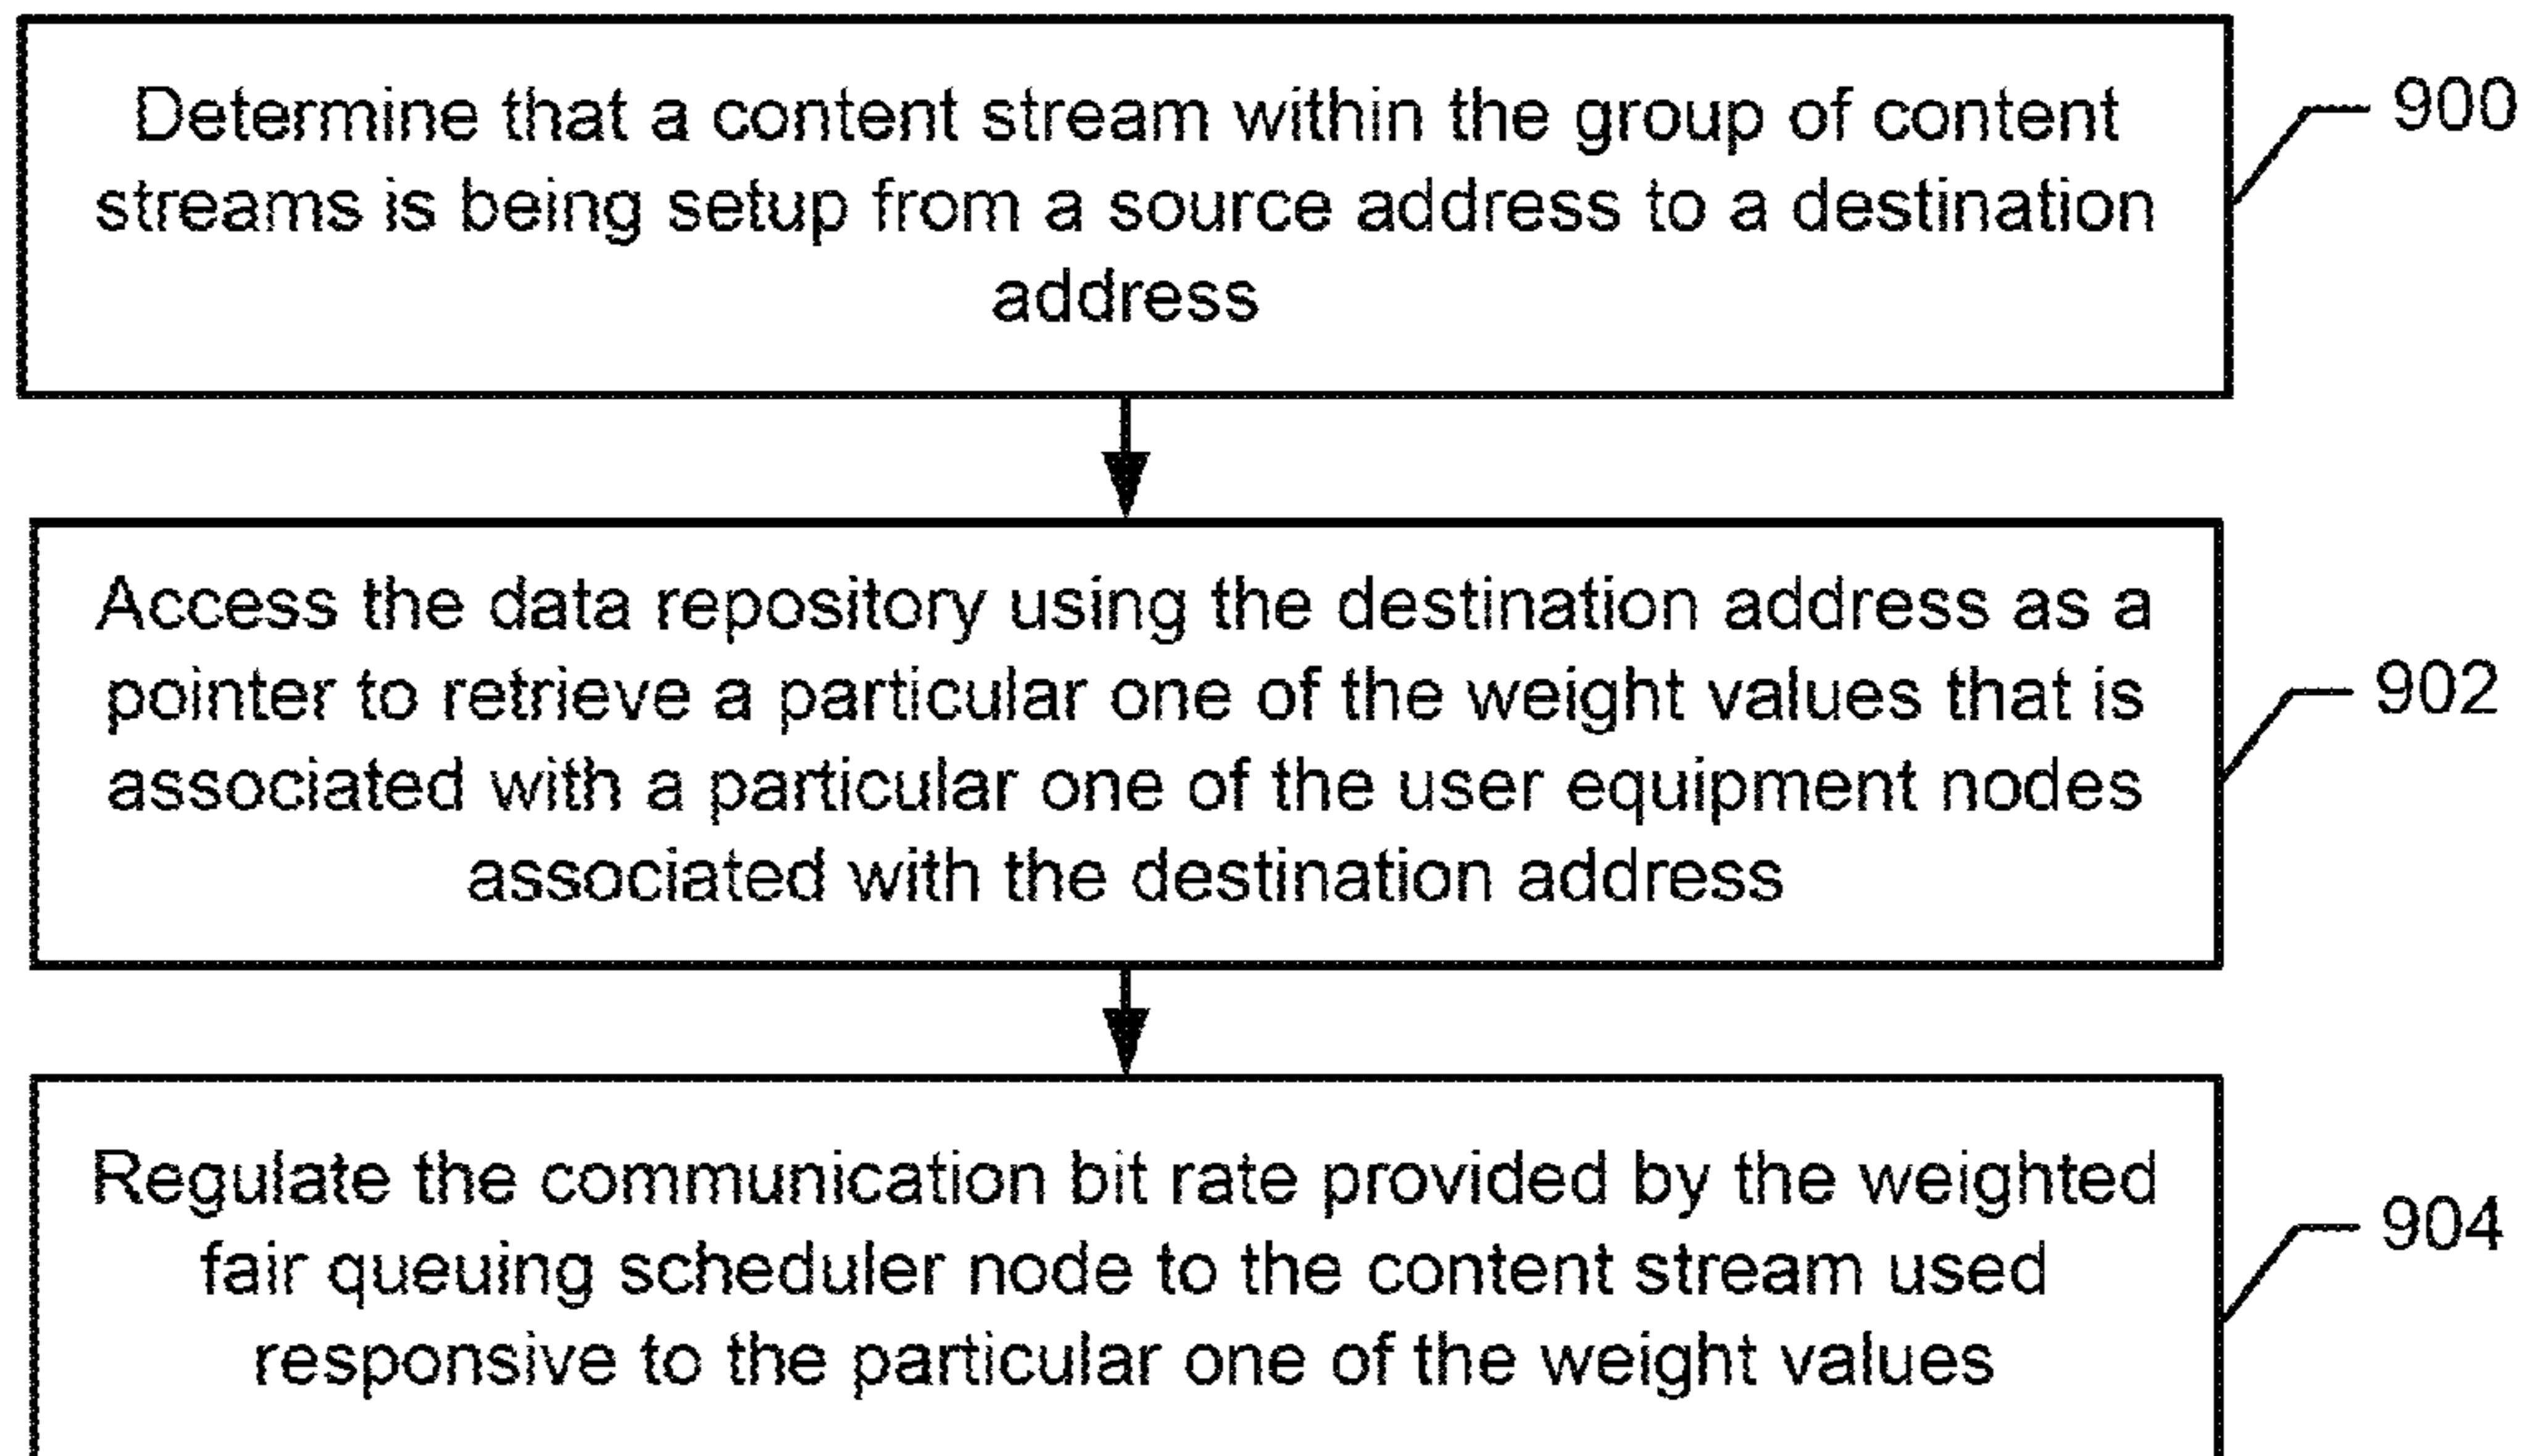 Determine that a content stream within the group of content
streams is being setup from a source address to a destination
address
900
Access the data repository using the destination address as a
pointer to retrieve a particular one of the weight values that is
associated with a particular one of the user equipment nodes
associated with the destination address
902
Regulate the communication bit rate provided by the weighted
fair queuing scheduler node to the content stream used
responsive to the particular one of the weight values
904